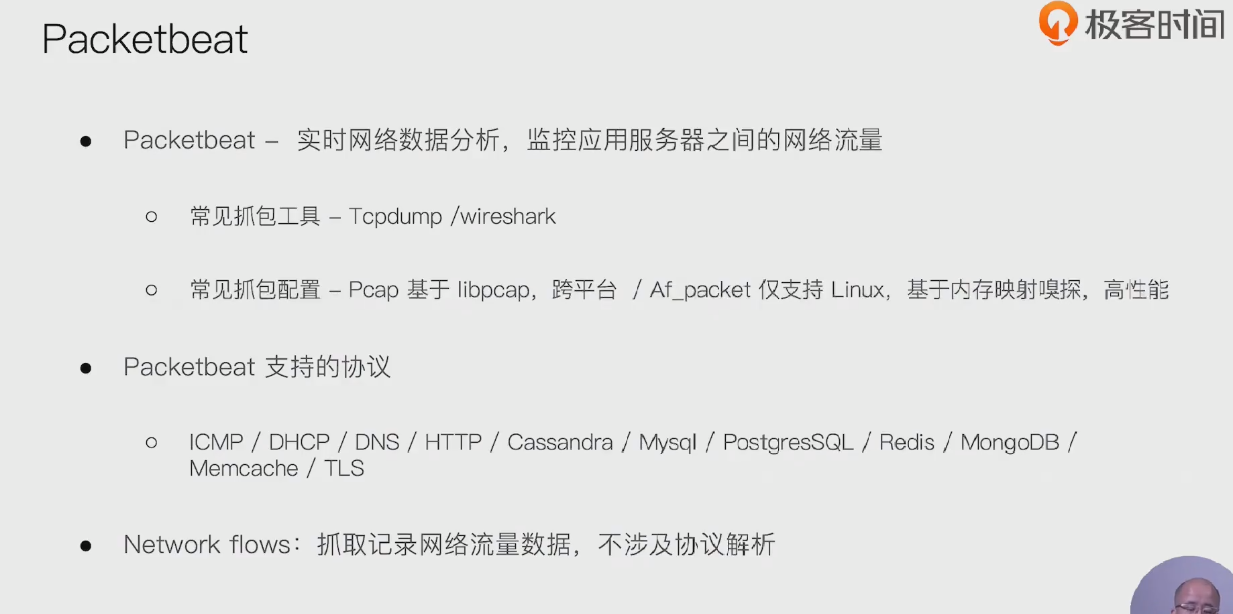 Packetbeat
极客时间
Packetbeat – 实时网络数据分析，监控应用服务器之间的网络流量
常见抓包工具 – Tcpdump /wireshark
常见抓包配置 – Pcap 基于 libpcap，跨平台 / Af_packet 仅支持 Linux，基于内存映射嗅探，高性能
Packetbeat 支持的协议
ICMP / DHCP / DNS / HTTP / Cassandra / Mysql / PostgresSQL / Redis / MongoDB /
Memcache / TLS
Network flows：抓取记录网络流量数据，不涉及协议解析